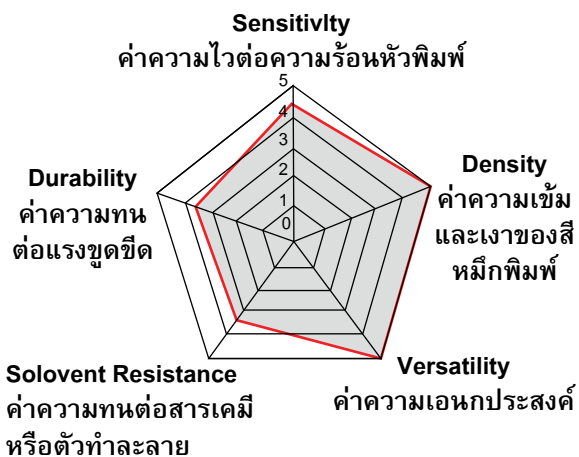 Sensitivlty
ค่าความไวต่อความร้อนหัวพิมพ์
5
4
3
2
1
0
Density
ค่าความเข้ม
และเงาของสี
หมึกพิมพ์
Durability
ค่าความทน
ต่อแรงขูดขีด
Versatility
ค่าความเอนกประสงค์
Solovent Resistance
ค่าความทนต่อสารเคมี
หรือตัวทำละลาย